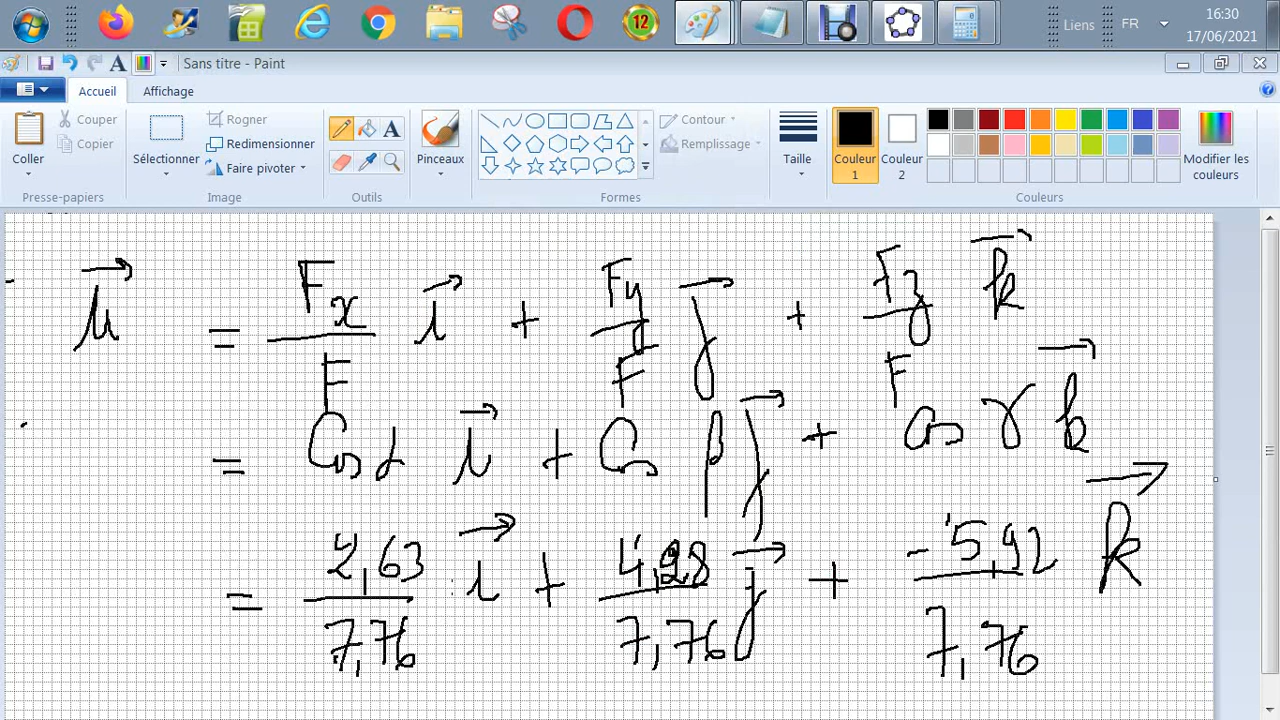 16:30
Liens FR 17/06/2021
12
Sans titre - Paint
Accueil Affichage
Coller Couper Copier Sélectionner Rogner Redimensionner Faire pivoter Pinceaux Contour Remplissage Taille Couleur 1 Couleur 2 Modifier les couleurs
Presse-papiers Image Outils Formes Couleurs
u⃗ = Fx/F i⃗ + Fy/F j⃗ + Fz/F k⃗
= Cos α i⃗ + Cos β j⃗ + Cos γ k⃗
= 2,63/7,76 i⃗ + 4,28/7,76 j⃗ + -5,92/7,76 k⃗